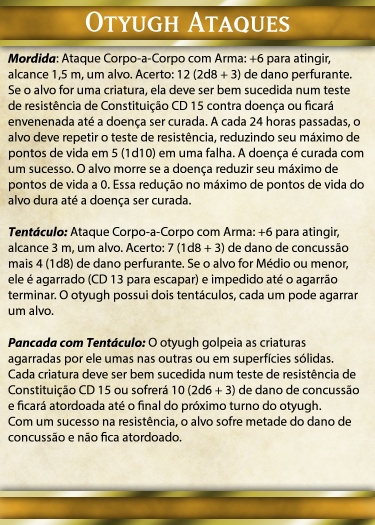 Otyugh Ataques
Mordida: Ataque Corpo-a-Corpo com Arma: +6 para atingir,
alcance 1,5 m, um alvo. Acerto: 12 (2d8 + 3) de dano perfurante.
Se o alvo for uma criatura, ela deve ser bem sucedida num teste
de resistência de Constituição CD 15 contra doença ou ficará
envenenada até a doença ser curada. A cada 24 horas passadas, o
alvo deve repetir o teste de resistência, reduzindo seu máximo de
pontos de vida em 5 (1d10) em uma falha. A doença é curada com
um sucesso. O alvo morre se a doença reduzir seu máximo de
pontos de vida a 0. Essa redução no máximo de pontos de vida do
alvo dura até a doença ser curada.
Tentáculo: Ataque Corpo-a-Corpo com Arma: +6 para atingir,
alcance 3 m, um alvo. Acerto: 7 (1d8 + 3) de dano de concussão
mais 4 (1d8) de dano perfurante. Se o alvo for Médio ou menor,
ele é agarrado (CD 13 para escapar) e impedido até o agarrão
terminar. O otyugh possui dois tentáculos, cada um pode agarrar
um alvo.
Pancada com Tentáculo: O otyugh golpeia as criaturas
agarradas por ele umas nas outras ou em superfícies sólidas.
Cada criatura deve ser bem sucedida num teste de resistência de
Constituição CD 15 ou sofrerá 10 (2d6 + 3) de dano de concussão
e ficará atordoada até o final do próximo turno do otyugh.
Com um sucesso na resistência, o alvo sofre metade do dano de
concussão e não fica atordoado.